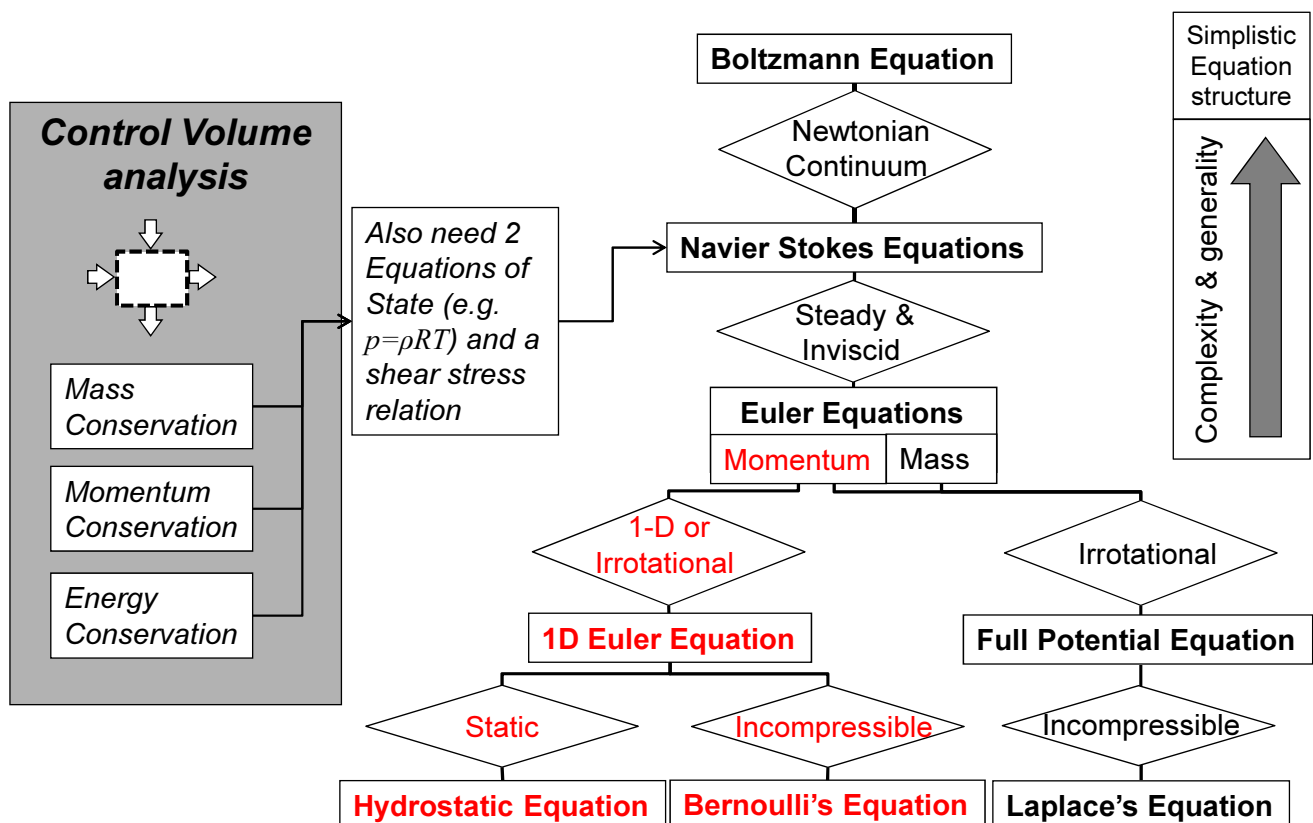 Control Volume
analysis
Mass
Conservation
Momentum
Conservation
Energy
Conservation
Also need 2
Equations of
State (e.g.
p=ρRT) and a
shear stress
relation
Boltzmann Equation
Newtonian
Continuum
Navier Stokes Equations
Steady &
Inviscid
Euler Equations
Momentum
Mass
1-D or
Irrotational
Irrotational
1D Euler Equation
Full Potential Equation
Static
Incompressible
Incompressible
Hydrostatic Equation
Bernoulli’s Equation
Laplace’s Equation
Simplistic
Equation
structure
Complexity & generality